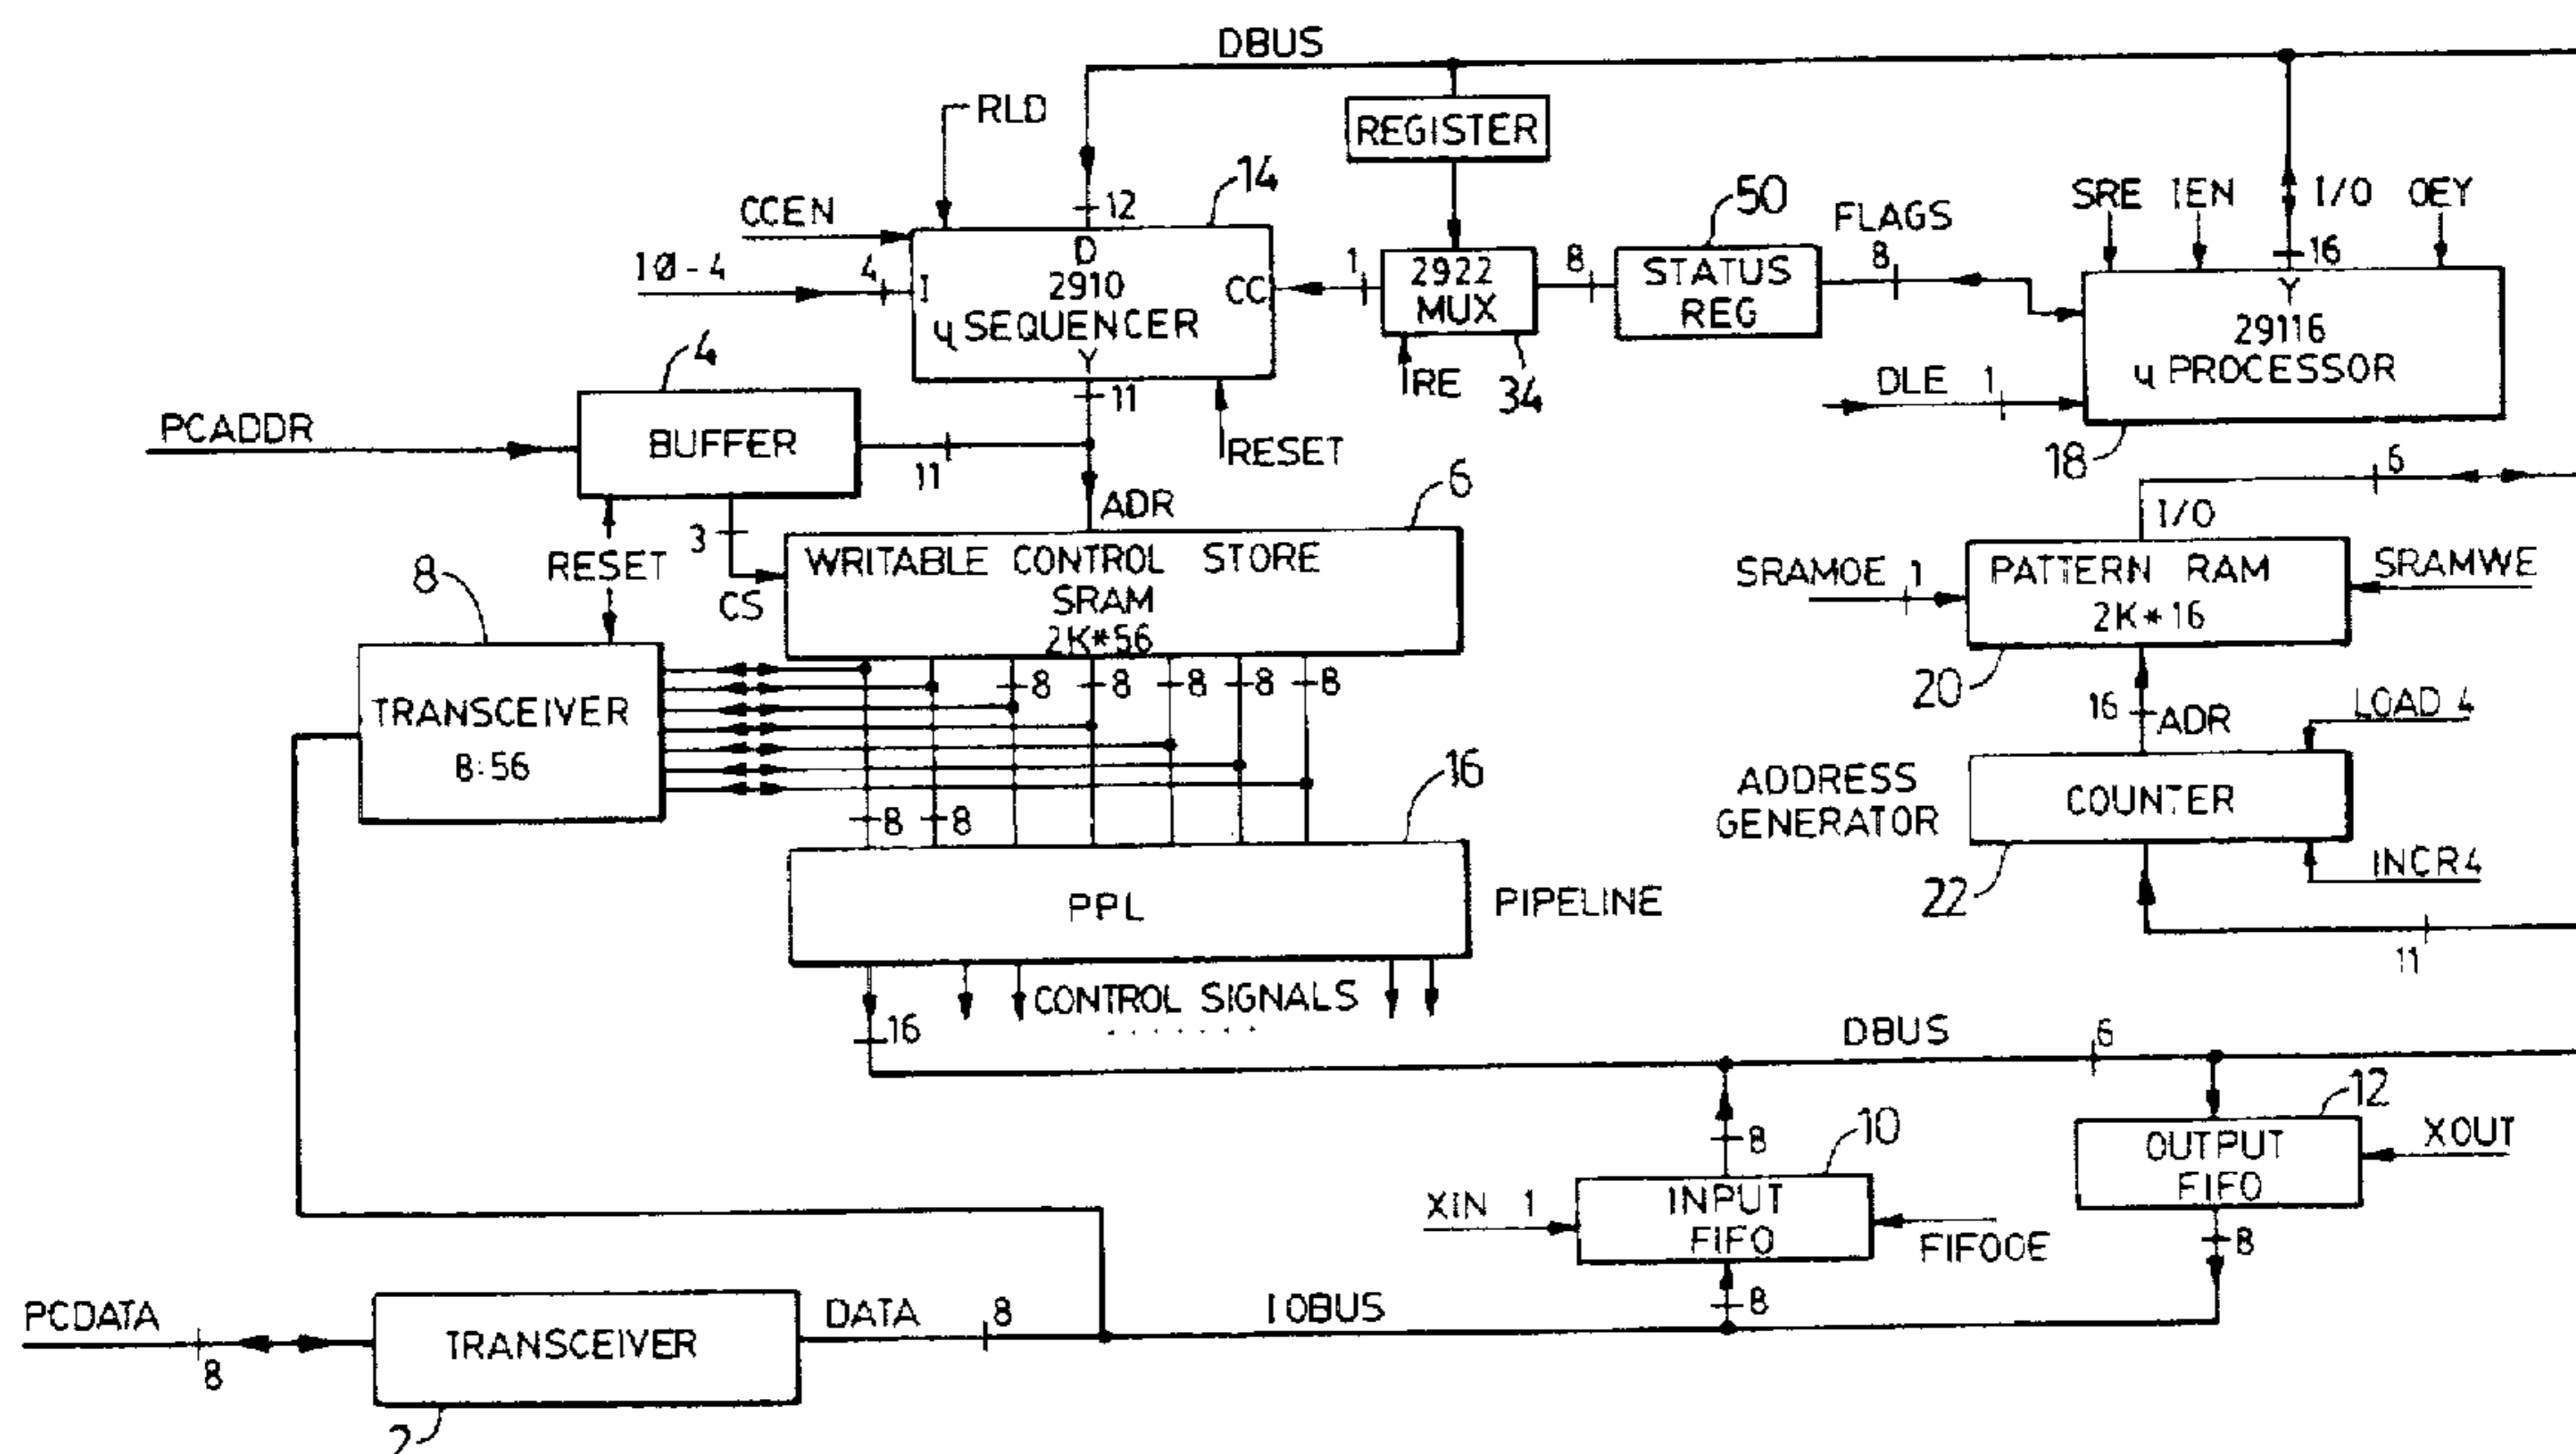 DBUS
RLD
REGISTER
14
CCEN
12
50
SRE IEN I/O OEY
FLAGS
16
10-4
4
I
D
2910
CC
ų SEQUENCER
Y
1
2922
MUX
8
STATUS
REG
8
Y
29116
ų PROCESSOR
4
11
IRE
34
DLE 1
PCADDR
BUFFER
11
RESET
18
6
6
ADR
I/O
3
RESET
CS
WRITABLE CONTROL STORE
SRAM
2K*56
SRAMOE 1
PATTERN RAM
2K*16
SRAMWE
8
8
8
8
8
8
20
TRANSCEIVER
8:56
16
ADR
LOAD 4
16
8
8
ADDRESS
GENERATOR
COUNTER
PPL
PIPELINE
22
INCR4
11
CONTROL SIGNALS
16
DBUS
6
12
8
10
OUTPUT
FIFO
XOUT
XIN 1
INPUT
FIFO
FIFOOE
8
8
PCDATA
8
TRANSCEIVER
DATA
8
IOBUS
2